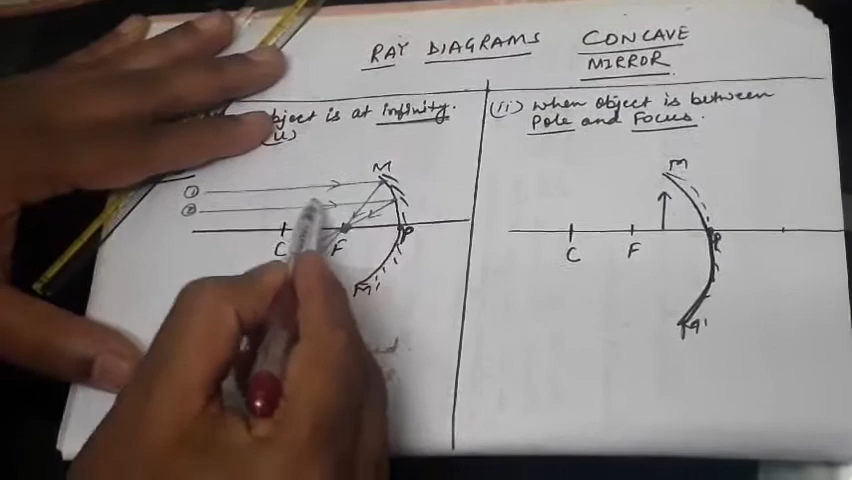 RAY DIAGRAMS CONCAVE
MIRROR
object is at infinity.
(u)
① 
②
M
C
F
P
M'
(ii) when object is between
Pole and Focus.
M
C
F
P
M'